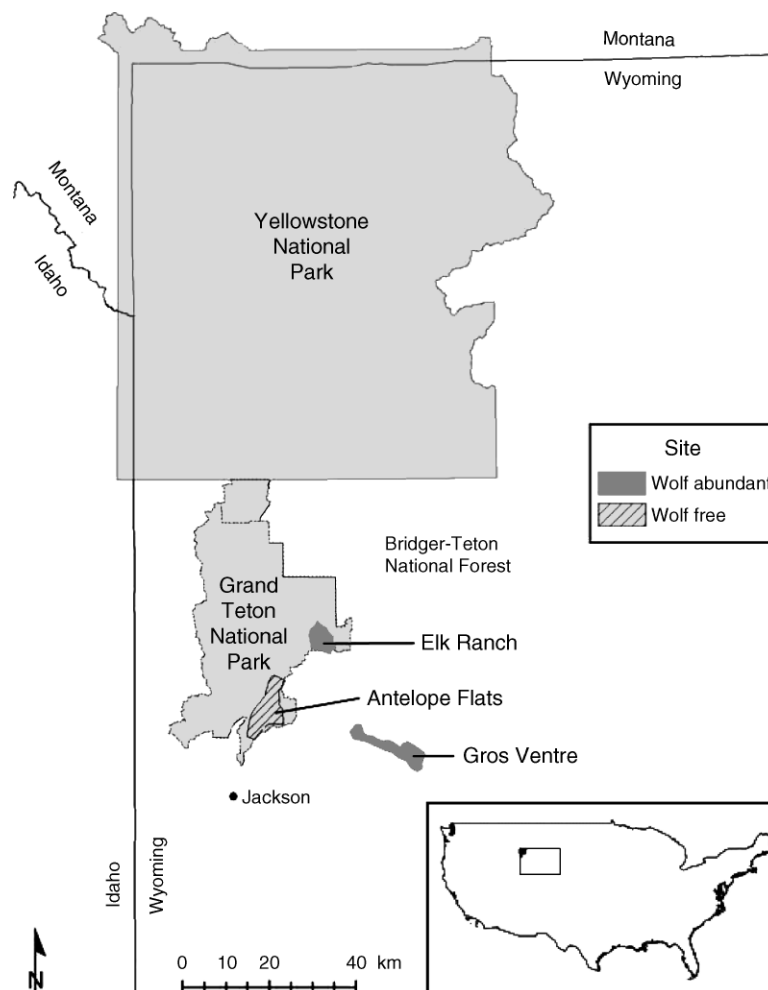 Montana
Wyoming
Montana
Idaho
Yellowstone
National
Park
Site
Wolf abundant
Wolf free
Bridger-Teton
National Forest
Grand
Teton
National
Park
Elk Ranch
Antelope Flats
Gros Ventre
Jackson
Idaho
Wyoming
N
0 10 20 40 km